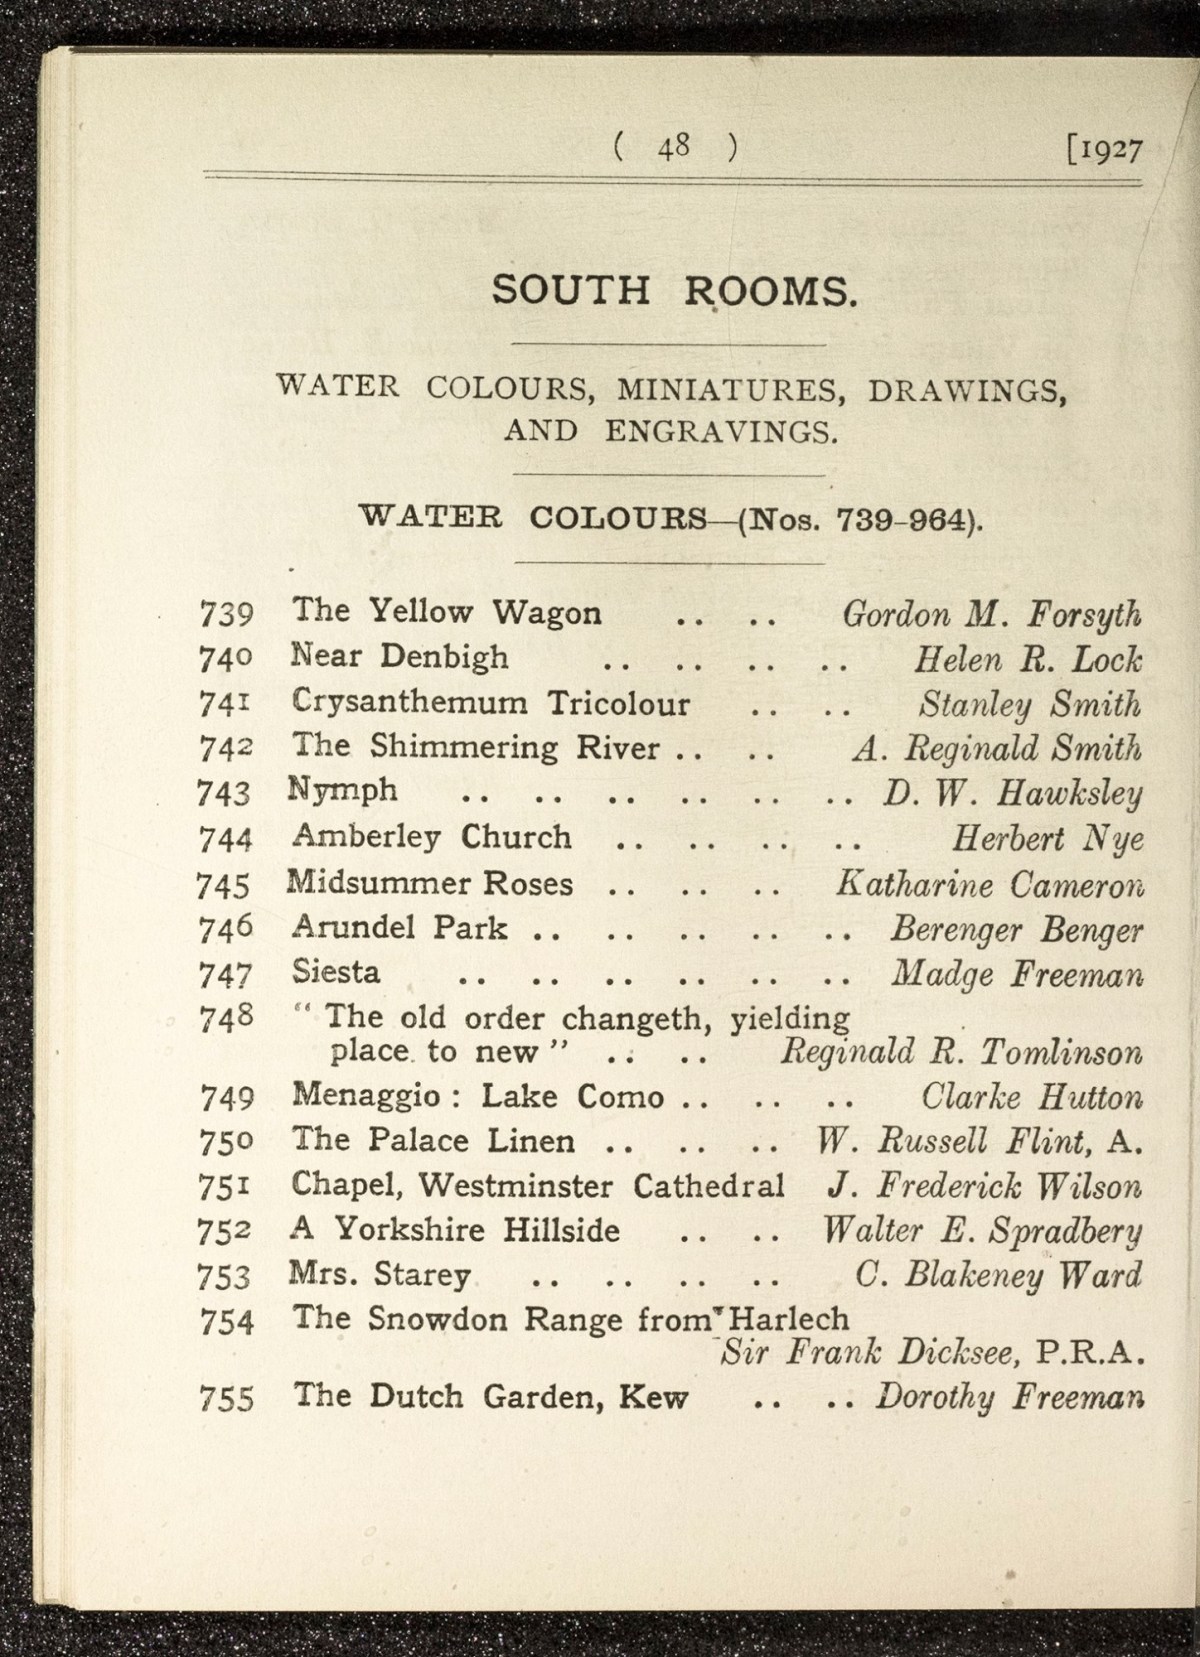 ( 48 ) [1927
SOUTH ROOMS.
WATER COLOURS, MINIATURES, DRAWINGS,
AND ENGRAVINGS.
WATER COLOURS—(Nos. 739-964).
739 The Yellow Wagon .. .. Gordon M. Forsyth
740 Near Denbigh .. .. .. .. Helen R. Lock
741 Crysanthemum Tricolour .. .. Stanley Smith
742 The Shimmering River .. .. A. Reginald Smith
743 Nymph .. .. .. .. .. .. D. W. Hawksley
744 Amberley Church .. .. .. .. Herbert Nye
745 Midsummer Roses .. .. .. Katharine Cameron
746 Arundel Park .. .. .. .. .. Berenger Benger
747 Siesta .. .. .. .. .. .. Madge Freeman
748 " The old order changeth, yielding
place to new " .. .. Reginald R. Tomlinson
749 Menaggio : Lake Como .. .. .. Clarke Hutton
750 The Palace Linen .. .. .. W. Russell Flint, A.
751 Chapel, Westminster Cathedral J. Frederick Wilson
752 A Yorkshire Hillside .. .. Walter E. Spradbery
753 Mrs. Starey .. .. .. .. C. Blakeney Ward
754 The Snowdon Range from Harlech
Sir Frank Dicksee, P.R.A.
755 The Dutch Garden, Kew .. .. Dorothy Freeman